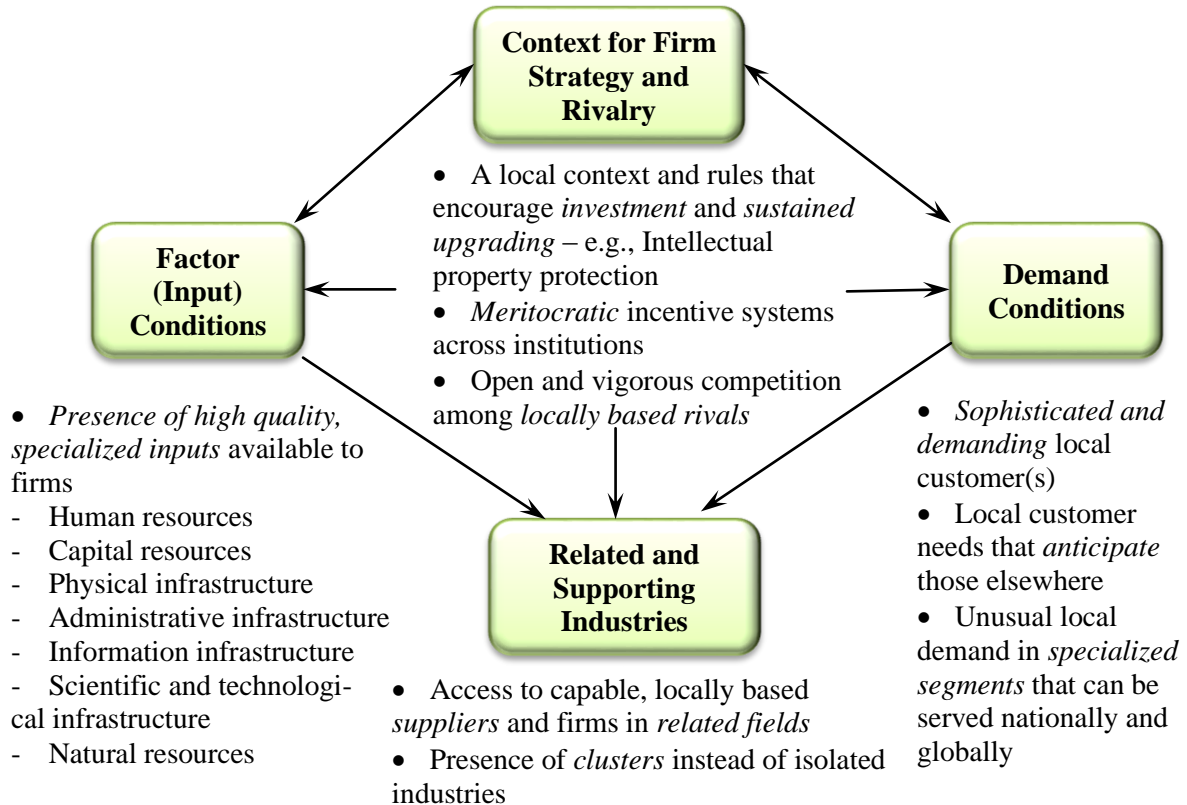 Context for Firm
Strategy and
Rivalry
• A local context and rules that
encourage investment and sustained
upgrading – e.g., Intellectual
property protection
• Meritocratic incentive systems
across institutions
• Open and vigorous competition
among locally based rivals
Factor
(Input)
Conditions
• Presence of high quality,
specialized inputs available to
firms
- Human resources
- Capital resources
- Physical infrastructure
- Administrative infrastructure
- Information infrastructure
- Scientific and technologi-
cal infrastructure
- Natural resources
Demand
Conditions
• Sophisticated and
demanding local
customer(s)
• Local customer
needs that anticipate
those elsewhere
• Unusual local
demand in specialized
segments that can be
served nationally and
globally
Related and
Supporting
Industries
• Access to capable, locally based
suppliers and firms in related fields
• Presence of clusters instead of isolated
industries